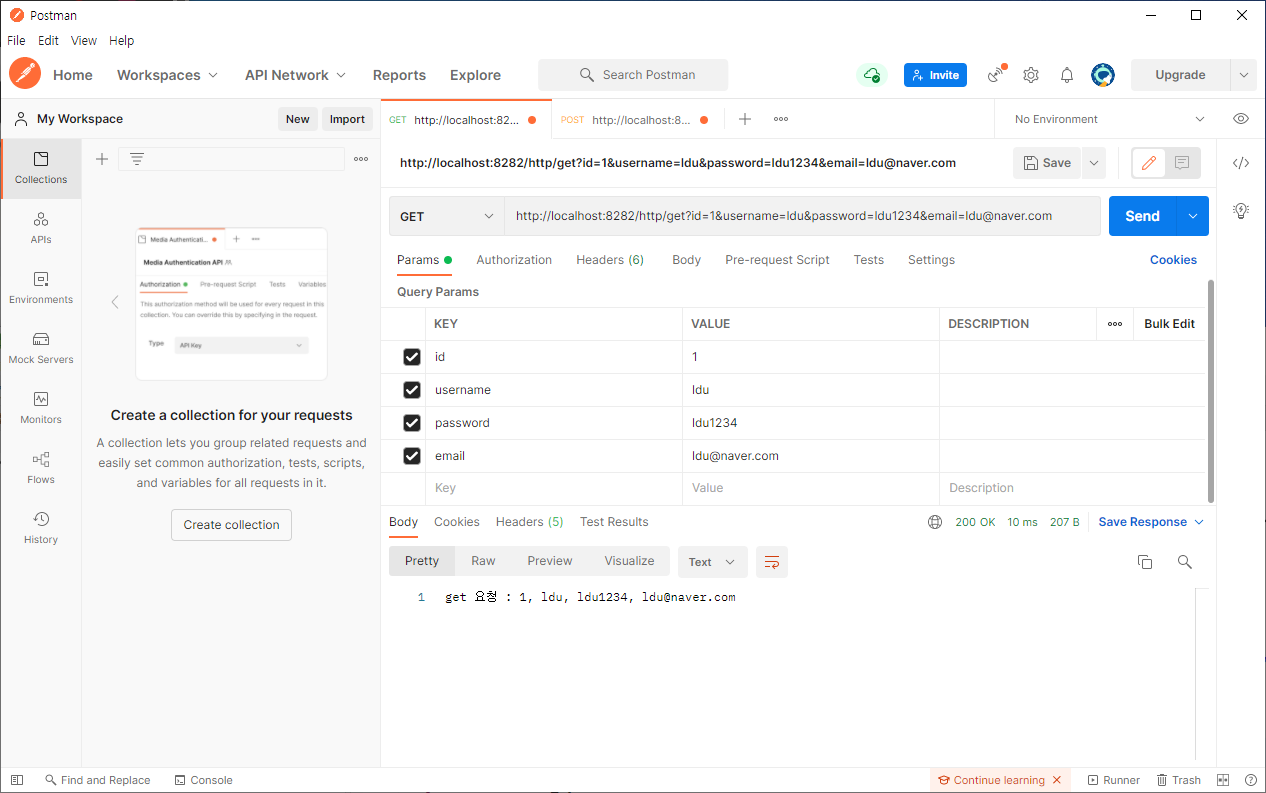 Postman
File Edit View Help
Home Workspaces API Network Reports Explore Search Postman Invite Upgrade
My Workspace New Import
GET http://localhost:82... POST http://localhost:8... No Environment
http://localhost:8282/http/get?id=1&username=ldu&password=ldu1234&email=ldu@naver.com Save
GET http://localhost:8282/http/get?id=1&username=ldu&password=ldu1234&email=ldu@naver.com Send
Params Authorization Headers (6) Body Pre-request Script Tests Settings Cookies
Query Params
KEY VALUE DESCRIPTION Bulk Edit
id 1
username ldu
password ldu1234
email ldu@naver.com
Key Value Description
Collections
APIs
Environments
Mock Servers
Monitors
Flows
History
Media Authenticati...
Media Authentication API
Authorization Pre-request Script Tests Variables
This authorization method will be used for every request in this
collection. You can override this by specifying in the request.
Type API Key
Create a collection for your requests
A collection lets you group related requests and
easily set common authorization, tests, scripts,
and variables for all requests in it.
Create collection
Body Cookies Headers (5) Test Results 200 OK 10 ms 207 B Save Response
Pretty Raw Preview Visualize Text
1 get 요청 : 1, ldu, ldu1234, ldu@naver.com
Find and Replace Console Continue learning Runner Trash